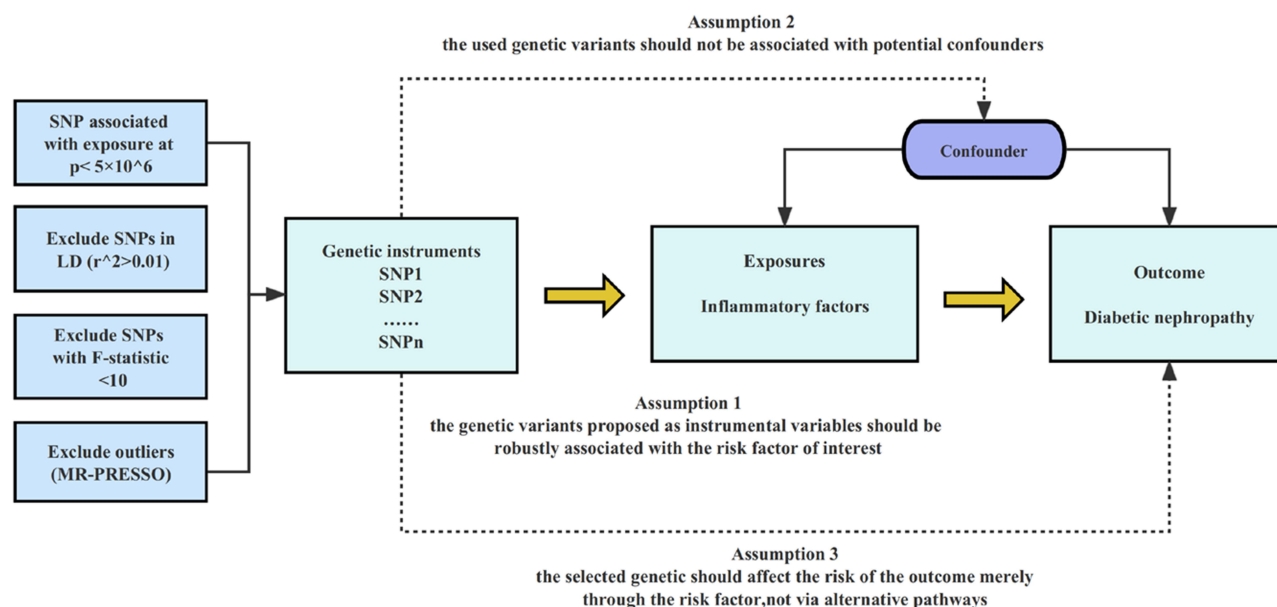 Assumption 2
the used genetic variants should not be associated with potential confounders
SNP associated
with exposure at
p< 5×10^6
Exclude SNPs in
LD (r^2>0.01)
Exclude SNPs
with F-statistic
<10
Exclude outliers
(MR-PRESSO)
Genetic instruments
SNP1
SNP2
......
SNPn
Confounder
Exposures
Inflammatory factors
Outcome
Diabetic nephropathy
Assumption 1
the genetic variants proposed as instrumental variables should be
robustly associated with the risk factor of interest
Assumption 3
the selected genetic should affect the risk of the outcome merely
through the risk factor,not via alternative pathways